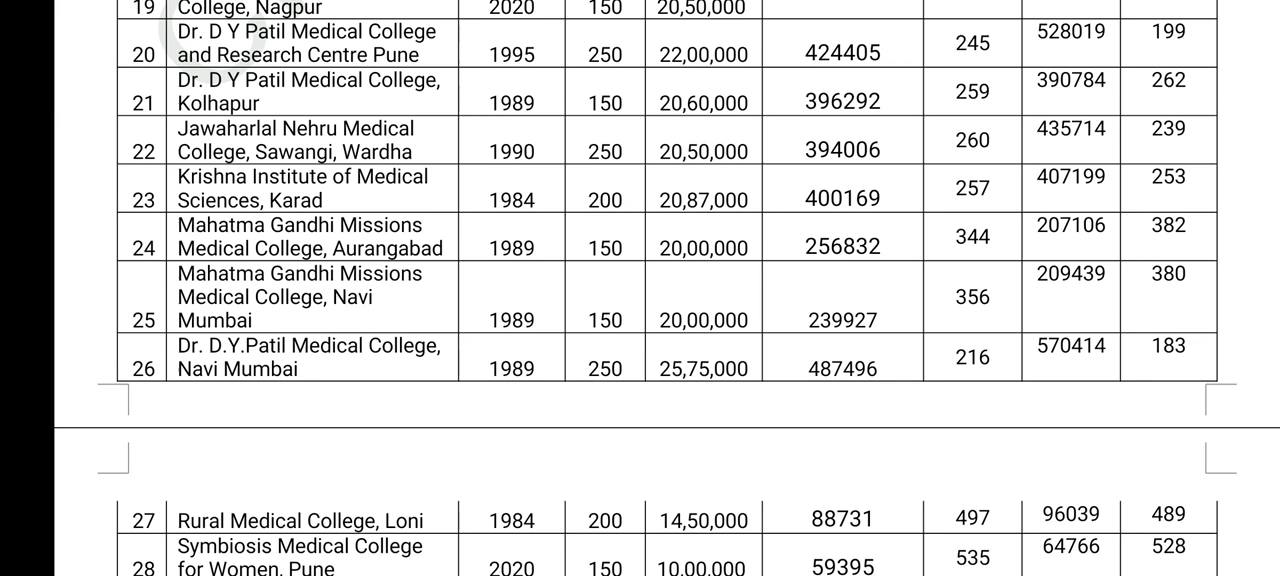 19 College, Nagpur 2020 150 20,50,000
Dr. D Y Patil Medical College 528019 199
20 and Research Centre Pune 1995 250 22,00,000 424405 245
Dr. D Y Patil Medical College, 390784 262
21 Kolhapur 1989 150 20,60,000 396292 259
Jawaharlal Nehru Medical 435714 239
22 College, Sawangi, Wardha 1990 250 20,50,000 394006 260
Krishna Institute of Medical 407199 253
23 Sciences, Karad 1984 200 20,87,000 400169 257
Mahatma Gandhi Missions 207106 382
24 Medical College, Aurangabad 1989 150 20,00,000 256832 344
Mahatma Gandhi Missions 209439 380
Medical College, Navi 356
25 Mumbai 1989 150 20,00,000 239927
Dr. D.Y.Patil Medical College, 570414 183
26 Navi Mumbai 1989 250 25,75,000 487496 216
27 Rural Medical College, Loni 1984 200 14,50,000 88731 497 96039 489
Symbiosis Medical College 64766 528
28 for Women, Pune 2020 150 10,00,000 59395 535